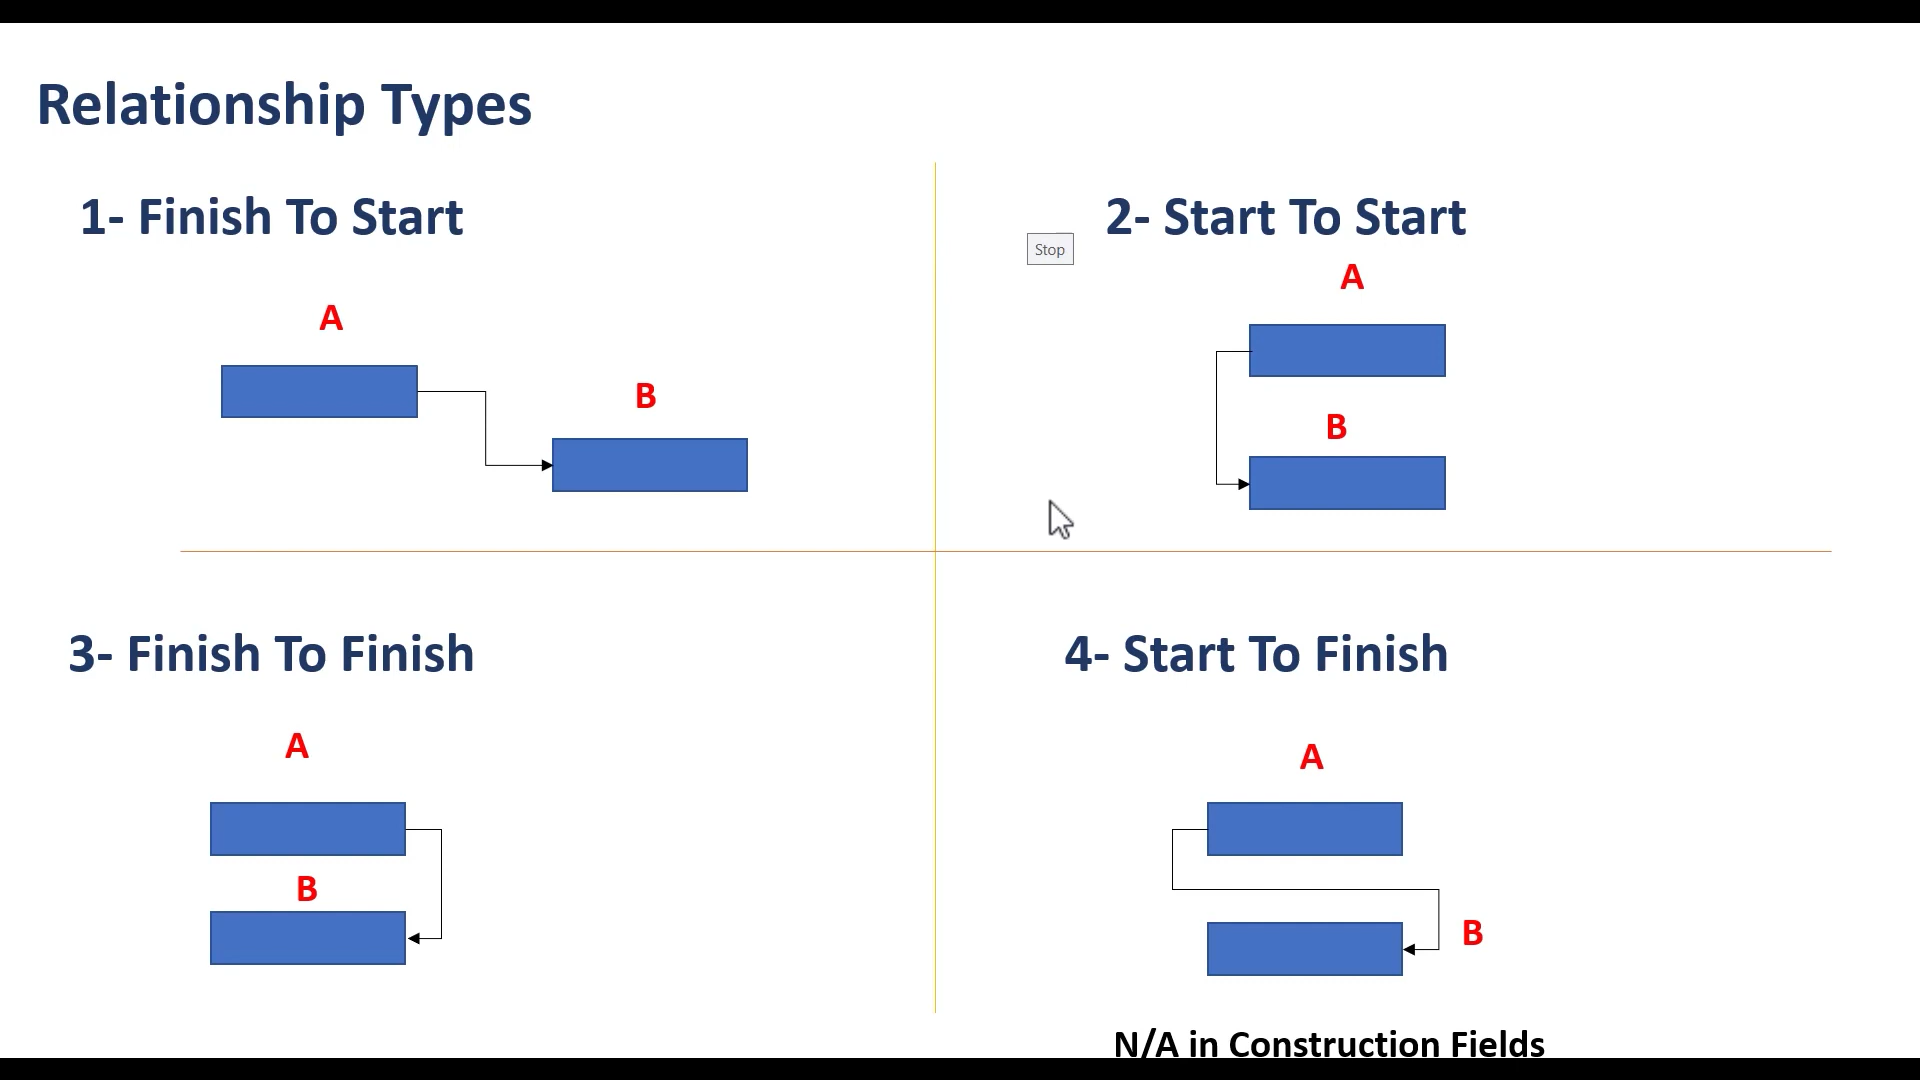 Relationship Types
1- Finish To Start
A
B
2- Start To Start
Stop
A
B
3- Finish To Finish
A
B
4- Start To Finish
A
B
N/A in Construction Fields